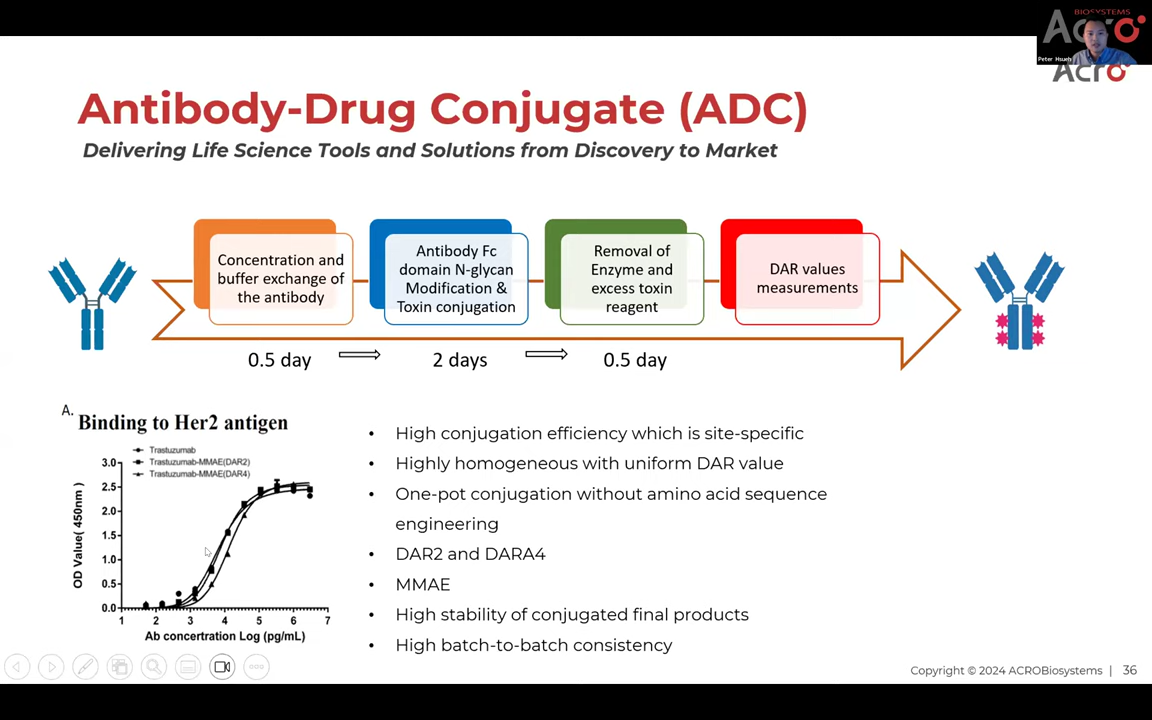 BIOSYSTEMS
Acro
Peter Hsueh
Acro
Antibody-Drug Conjugate (ADC)
Delivering Life Science Tools and Solutions from Discovery to Market
Concentration and
buffer exchange of
the antibody
Antibody Fc
domain N-glycan
Modification &
Toxin conjugation
Removal of
Enzyme and
excess toxin
reagent
DAR values
measurements
0.5 day
2 days
0.5 day
A.
Binding to Her2 antigen
Trastuzumab
Trastuzumab-MMAE(DAR2)
Trastuzumab-MMAE(DAR4)
3.0
2.5
2.0
1.5
1.0
0.5
0.0
OD Value( 450nm )
1 2 3 4 5 6 7
Ab concertration Log (pg/mL)
• High conjugation efficiency which is site-specific
• Highly homogeneous with uniform DAR value
• One-pot conjugation without amino acid sequence
engineering
• DAR2 and DARA4
• MMAE
• High stability of conjugated final products
• High batch-to-batch consistency
Copyright © 2024 ACROBiosystems | 36